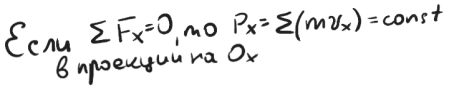 Если ΣFx=0, то Px=Σ(mvx)=const
в проекции на Ox